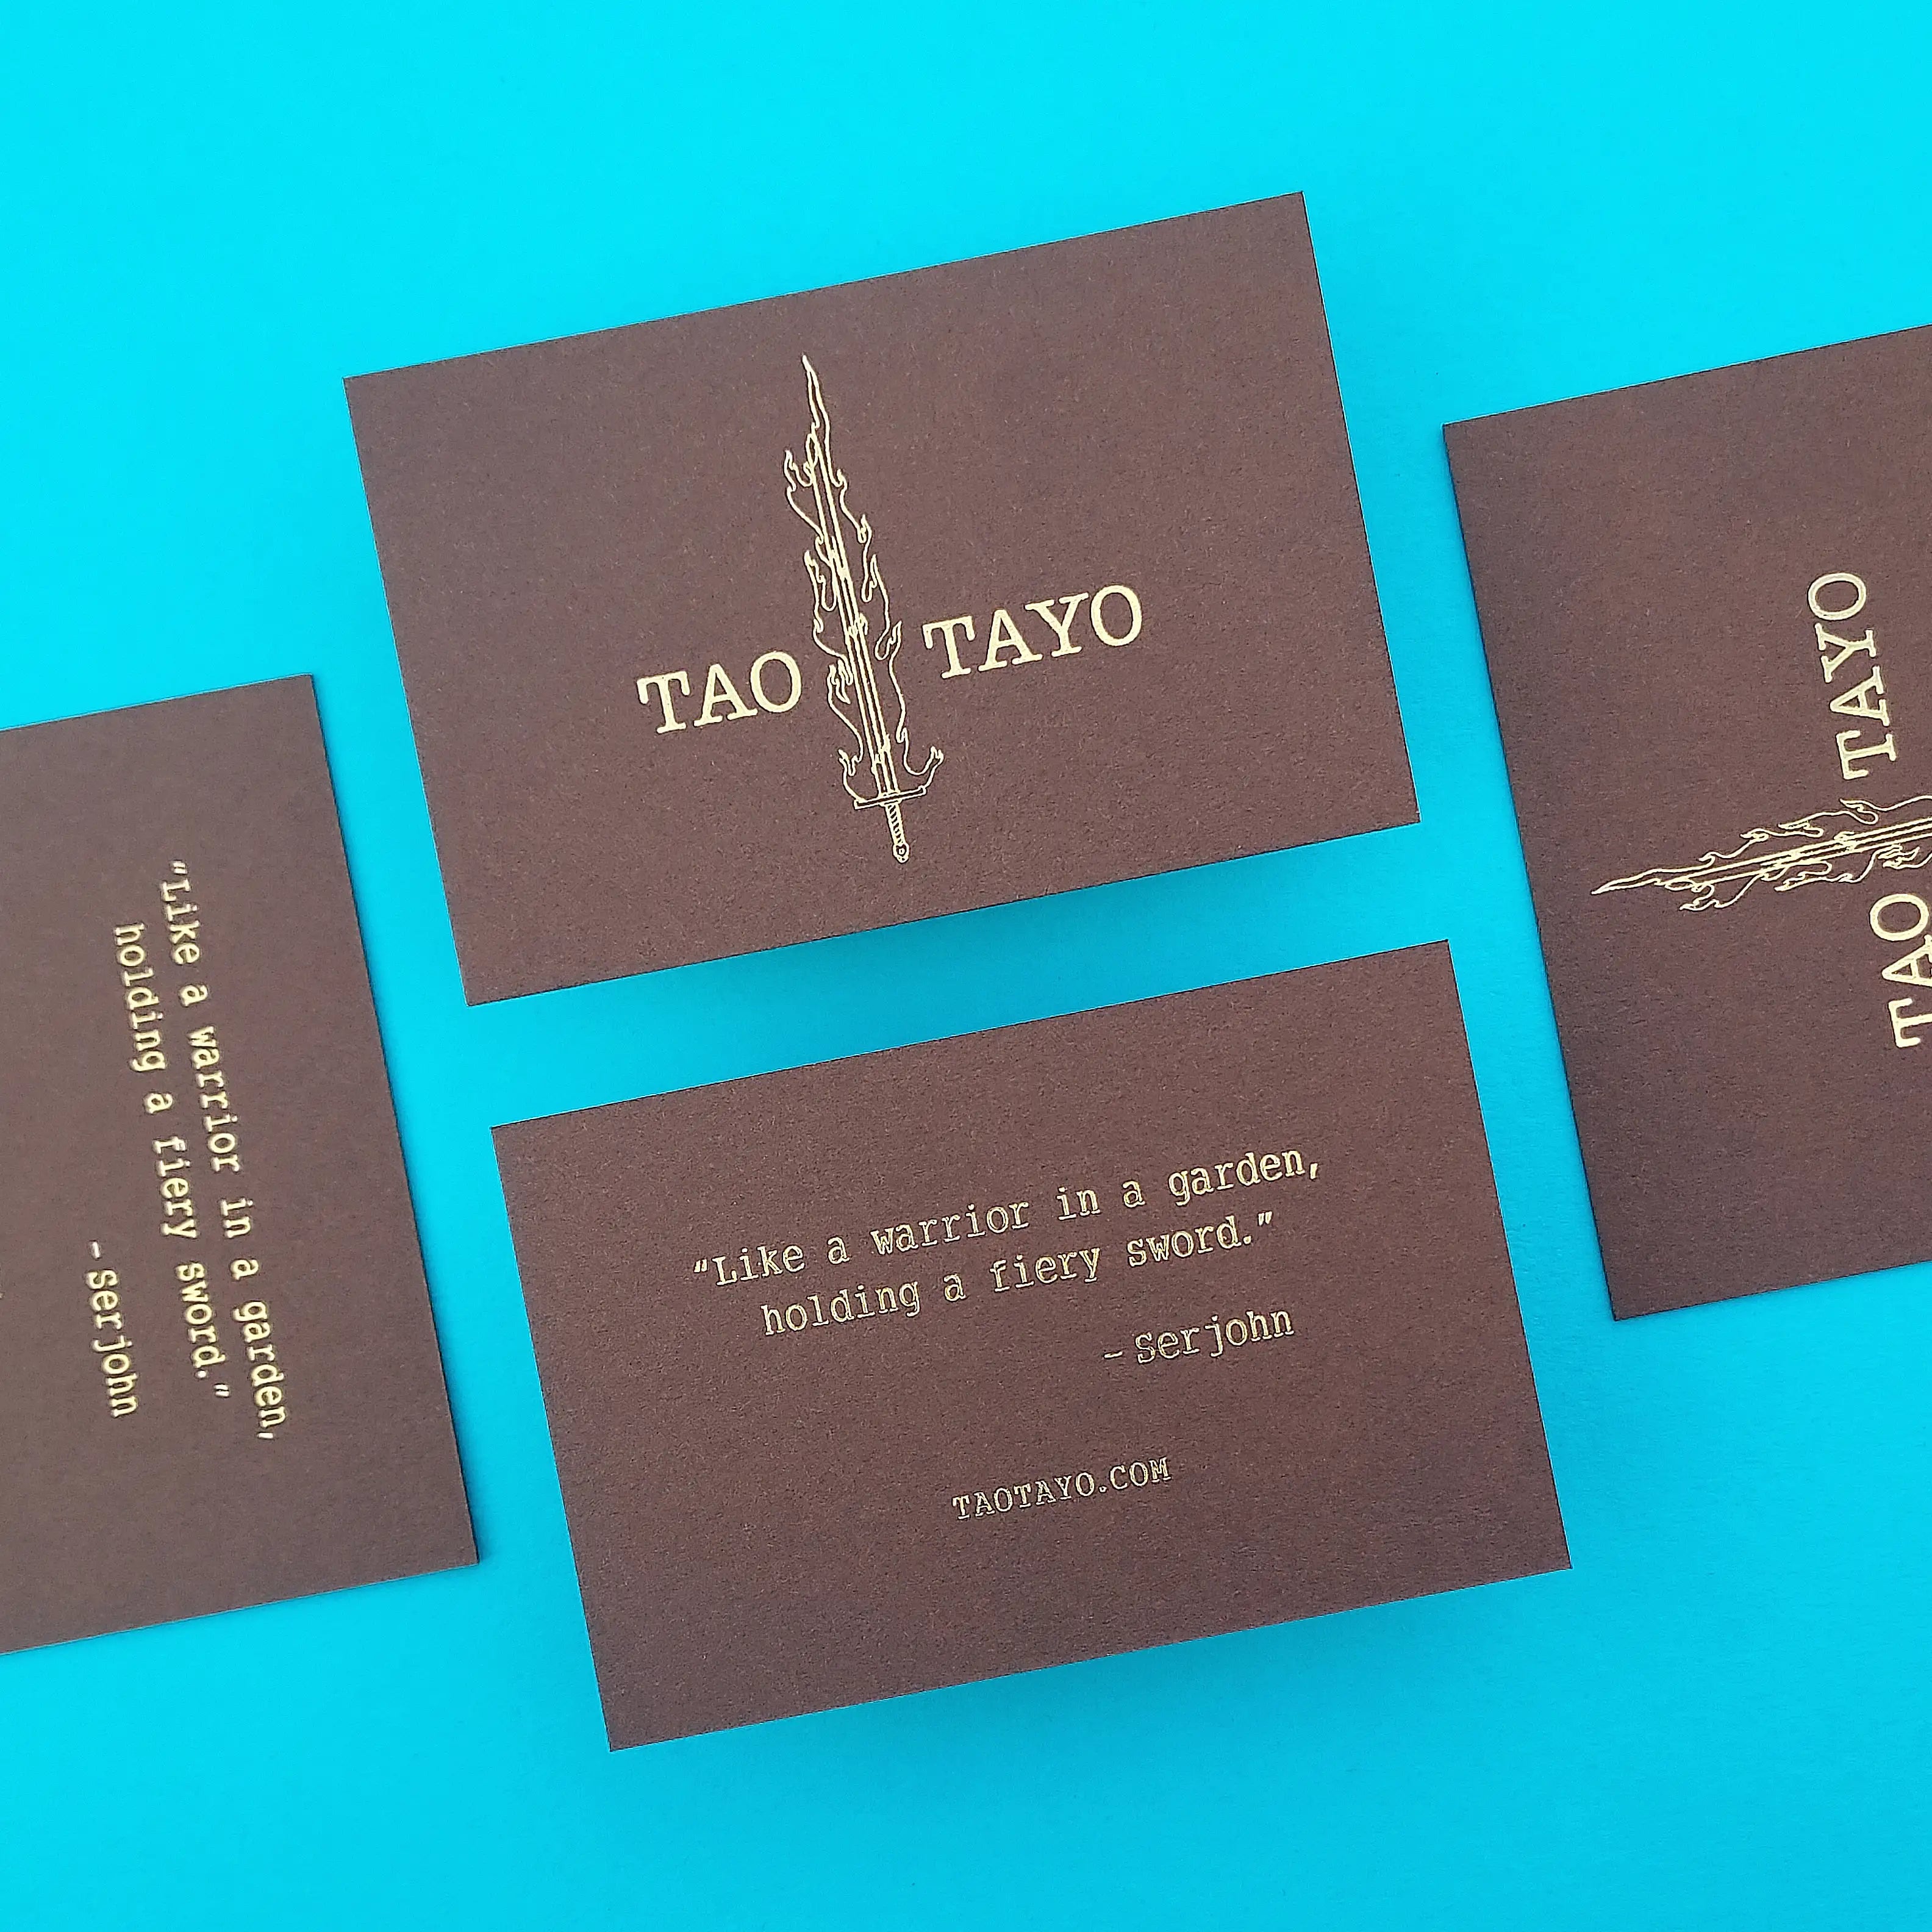 TAO TAYO
"Like a warrior in a garden,
holding a fiery sword."
– Serjohn
TAOTAYO.COM
"Like a warrior in a garden,
holding a fiery sword."
– Serjohn
TAO TAYO